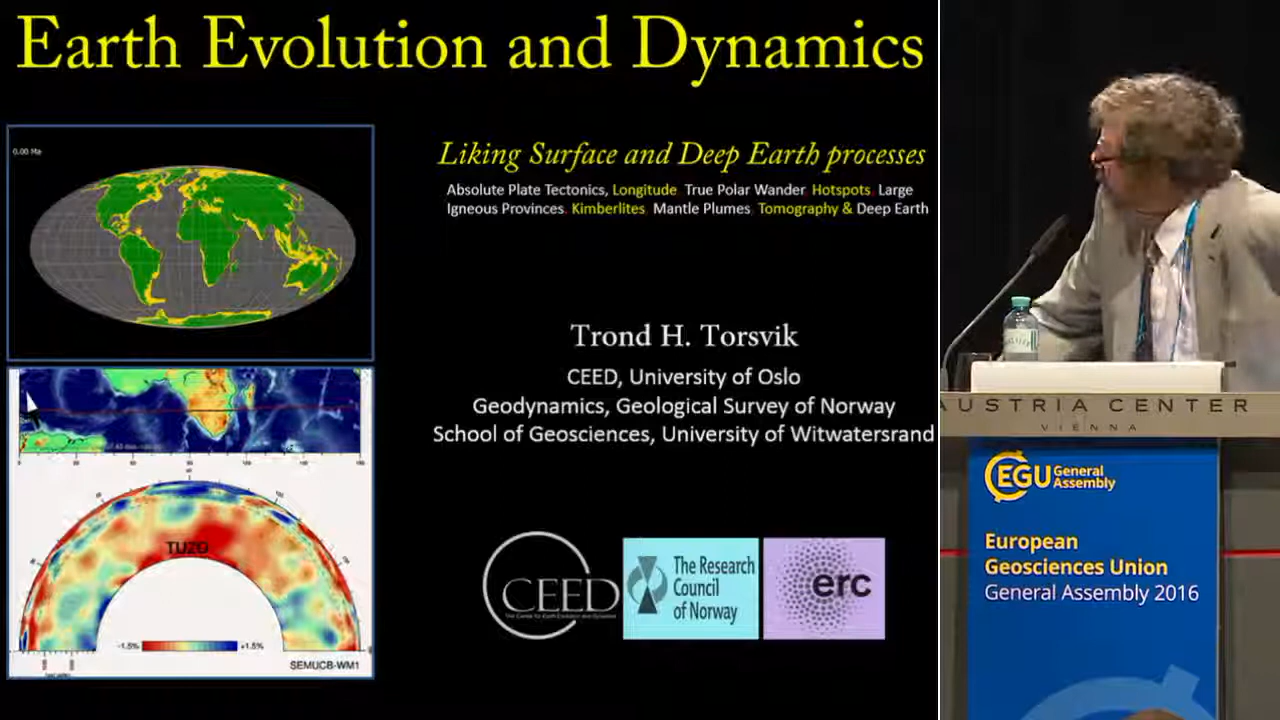 Earth Evolution and Dynamics
0.00 Ma
Liking Surface and Deep Earth processes
Absolute Plate Tectonics, Longitude True Polar Wander Hotspots Large
Igneous Provinces Kimberlites Mantle Plumes Tomography & Deep Earth
Trond H. Torsvik
CEED, University of Oslo
Geodynamics, Geological Survey of Norway
School of Geosciences, University of Witwatersrand
TUZO
-1.5%
+1.5%
SEMUCB-WM1
CEED
The Research
Council
of Norway
erc
AUSTRIA CENTER
VIENNA
EGU General
Assembly
European
Geosciences Union
General Assembly 2016